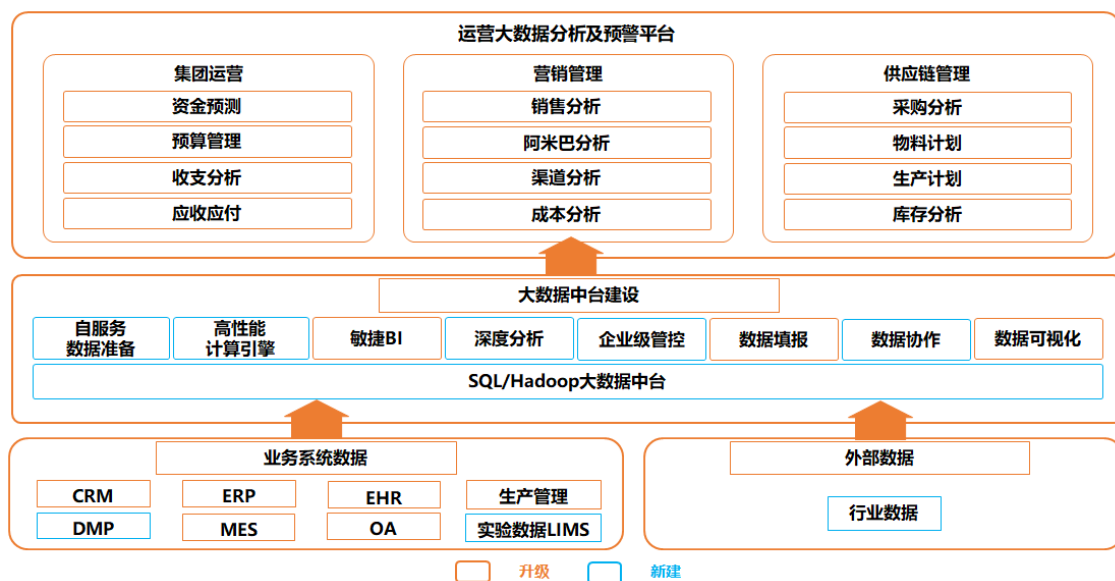 运营大数据分析及预警平台
集团运营
资金预测
预算管理
收支分析
应收应付
营销管理
销售分析
阿米巴分析
渠道分析
成本分析
供应链管理
采购分析
物料计划
生产计划
库存分析
大数据中台建设
自服务
数据准备
高性能
计算引擎
敏捷BI
深度分析
企业级管控
数据填报
数据协作
数据可视化
SQL/Hadoop大数据中台
业务系统数据
CRM
ERP
EHR
生产管理
DMP
MES
OA
实验数据LIMS
外部数据
行业数据
升级
新建